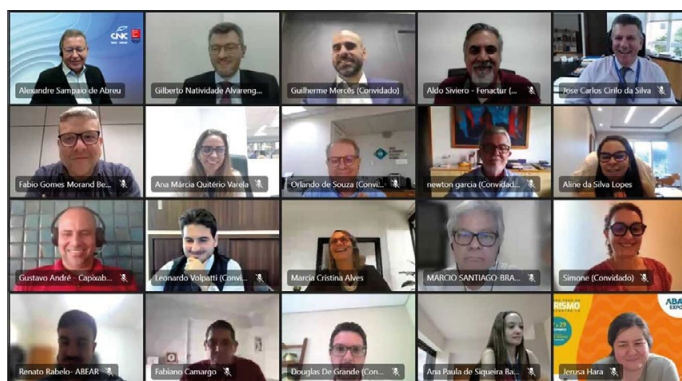 CNC
Alexandre Sampaio de Abreu
Gilberto Natividade Alvareng...
Guilherme Mercês (Convidado)
Aldo Siviero - Fenactur (...
Jose Carlos Cirilo da Silva
Fabio Gomes Morand Be...
Ana Márcia Quitério Varela
Orlando de Souza (Convi...
newton garcia (Convidad...
Aline da Silva Lopes
Gustavo André - Capixab...
Leonardo Volpatti (Convi...
Marcia Cristina Alves
MARCIO SANTIAGO-BRA...
Simone (Convidado)
RISMO
ABA
EXPO
Renato Rabelo- ABEAR
Fabiano Camargo
Douglas De Grande (Con...
Ana Paula de Siqueira Ba...
Jerusa Hara